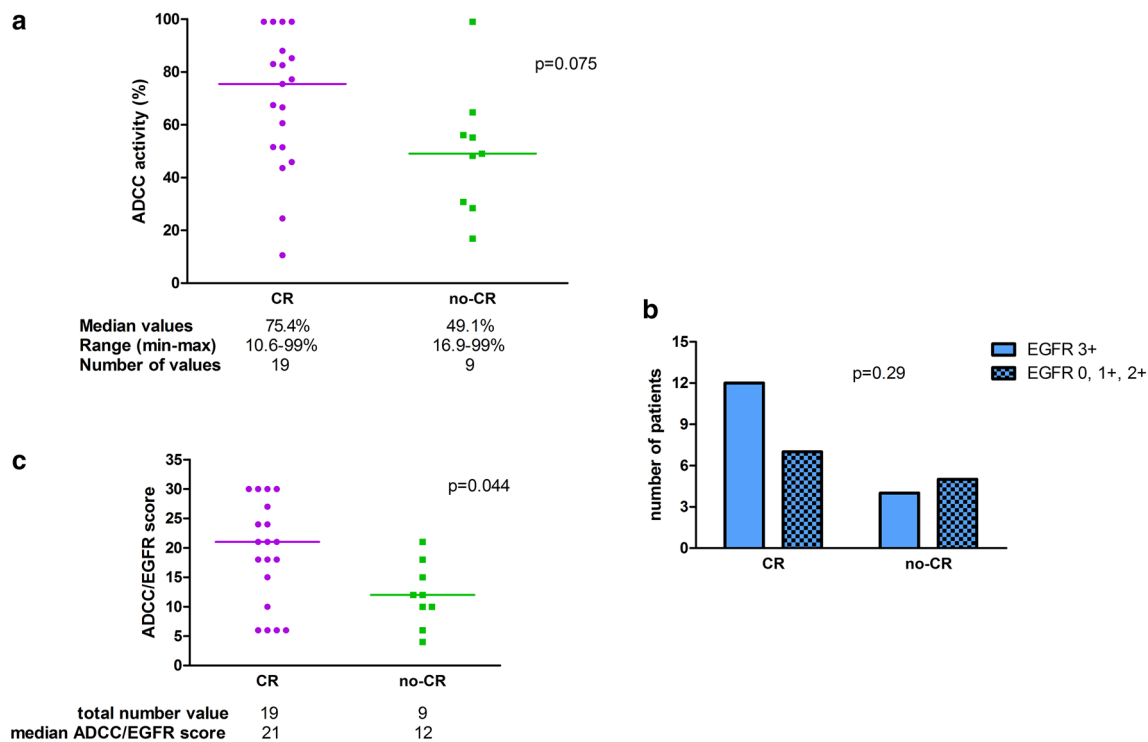 a
ADCC activity (%)
100
80
60
40
20
0
p=0.075
CR no-CR
Median values 75.4% 49.1%
Range (min-max) 10.6-99% 16.9-99%
Number of values 19 9
b
number of patients
15
12
9
6
3
0
p=0.29
EGFR 3+
EGFR 0, 1+, 2+
CR no-CR
c
ADCC/EGFR score
35
30
25
20
15
10
5
0
p=0.044
CR no-CR
total number value 19 9
median ADCC/EGFR score 21 12